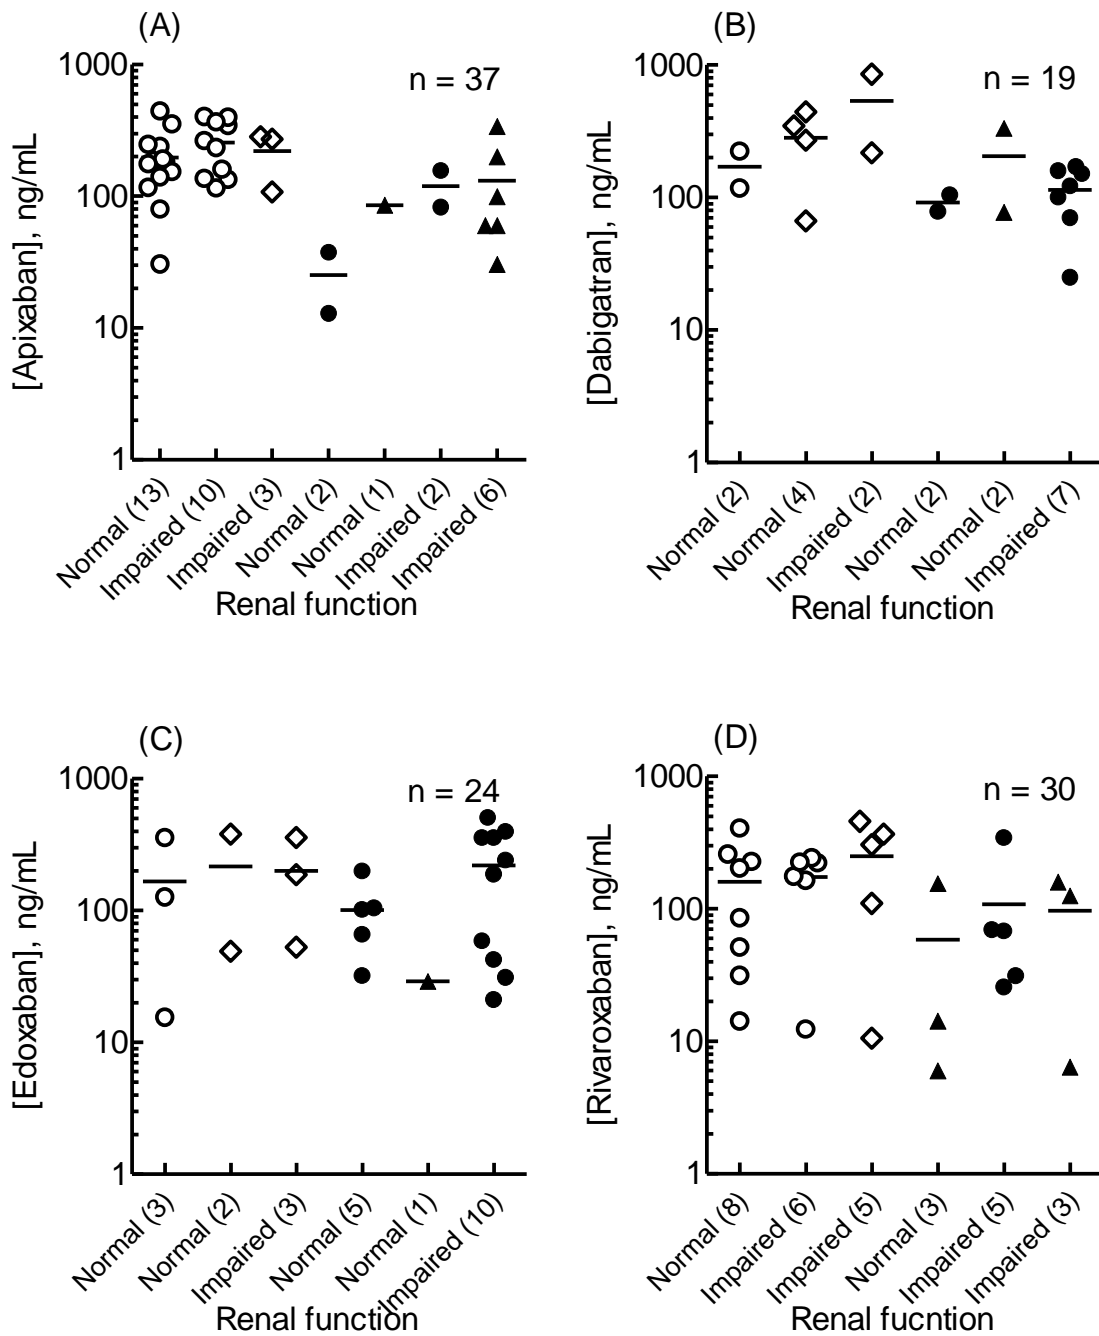 (A)
n = 37
1000
100
10
1
[Apixaban], ng/mL
Normal (13)
Impaired (10)
Impaired (3)
Normal (2)
Normal (1)
Impaired (2)
Impaired (6)
Renal function
(B)
n = 19
1000
100
10
1
[Dabigatran], ng/mL
Normal (2)
Normal (4)
Impaired (2)
Normal (2)
Normal (2)
Impaired (7)
Renal function
(C)
n = 24
1000
100
10
1
[Edoxaban], ng/mL
Normal (3)
Normal (2)
Impaired (3)
Normal (5)
Normal (1)
Impaired (10)
Renal function
(D)
n = 30
1000
100
10
1
[Rivaroxaban], ng/mL
Normal (8)
Impaired (6)
Impaired (5)
Normal (3)
Impaired (5)
Impaired (3)
Renal fucntion